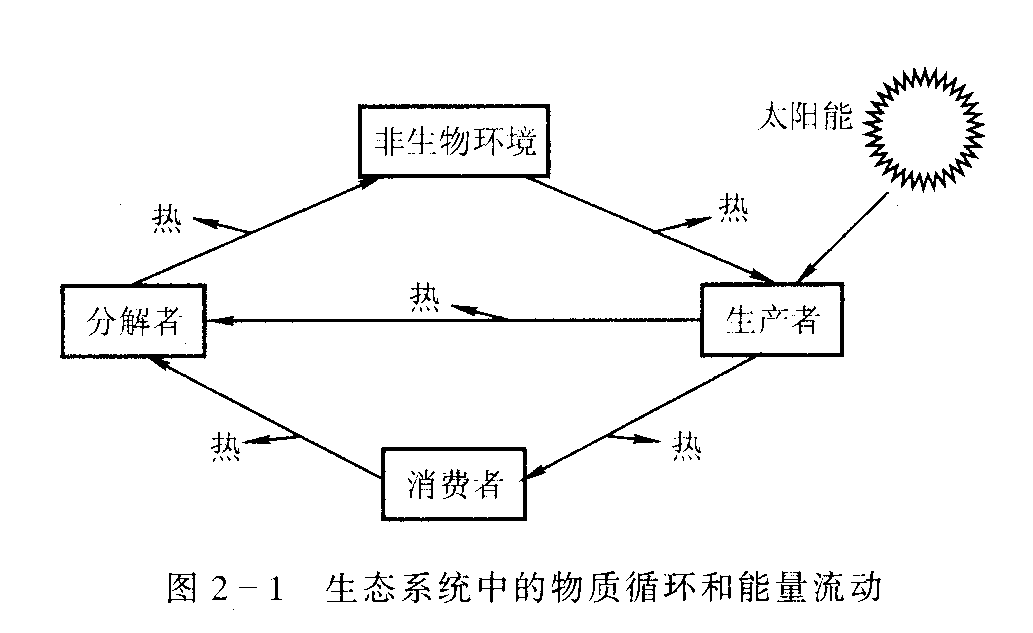 太阳能
非生物环境
热
热
热
分解者
生产者
热
热
消费者
图 2-1 生态系统中的物质循环和能量流动